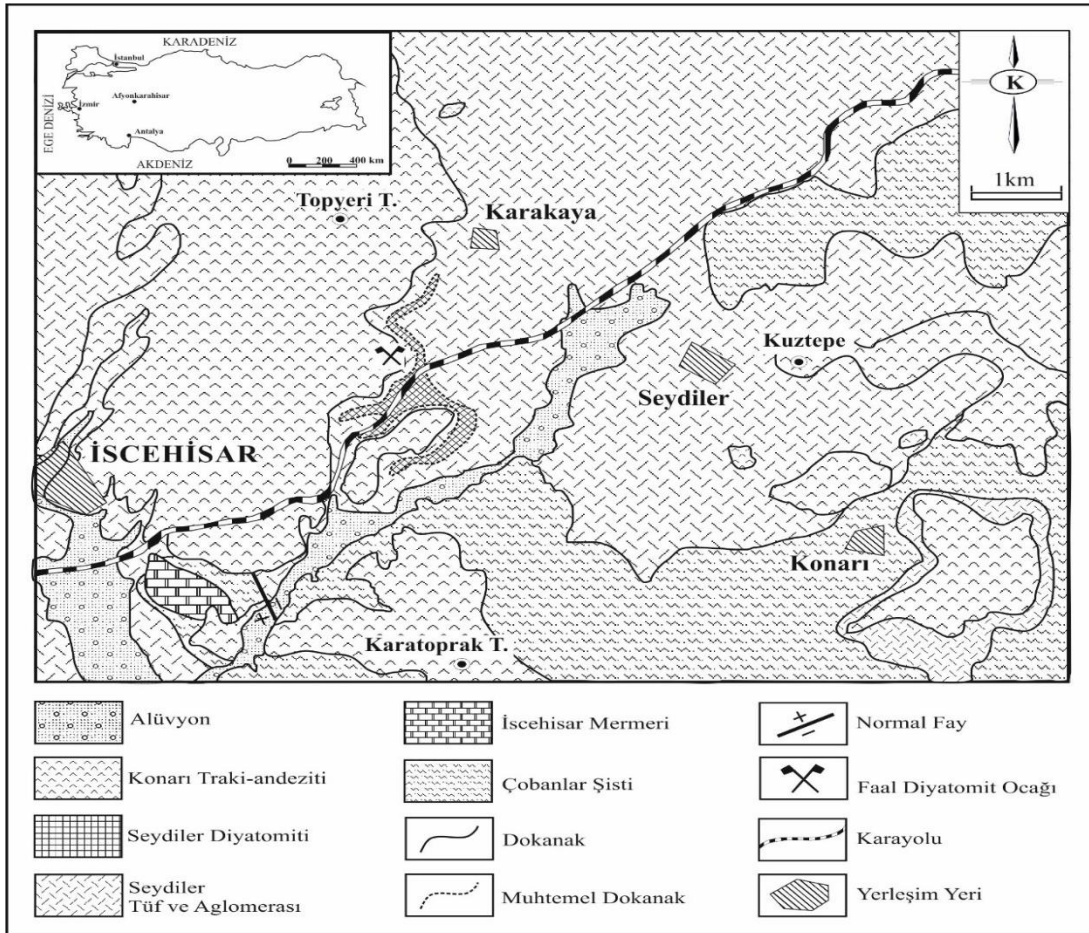 KARADENİZ
İstanbul
EGE DENİZİ
İzmir
Afyonkarahisar
Antalya
AKDENİZ
0 200 400 km
K
1km
Topyeri T.
Karakaya
Kuztepe
Seydiler
İSCEHİSAR
Konarı
Karatoprak T.
Alüvyon
Konarı Traki-andeziti
Seydiler Diyatomiti
Seydiler
Tüf ve Aglomerası
İscehisar Mermeri
Çobanlar Şisti
Dokanak
Muhtemel Dokanak
Normal Fay
Faal Diyatomit Ocağı
Karayolu
Yerleşim Yeri